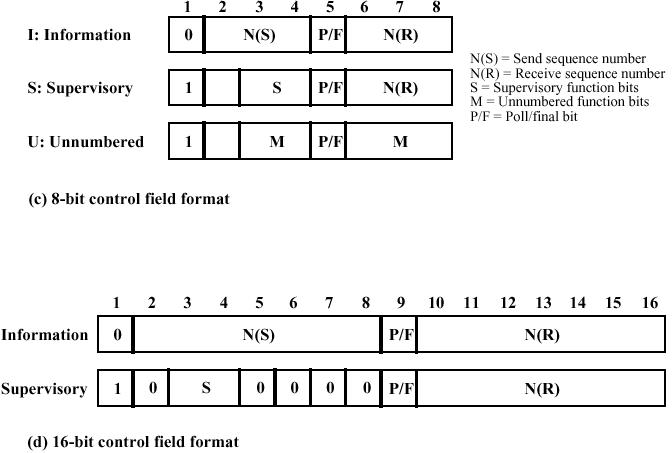 1 2 3 4 5 6 7 8
I: Information 0 N(S) P/F N(R)
S: Supervisory 1 S P/F N(R)
U: Unnumbered 1 M P/F M
N(S) = Send sequence number
N(R) = Receive sequence number
S = Supervisory function bits
M = Unnumbered function bits
P/F = Poll/final bit
(c) 8-bit control field format
1 2 3 4 5 6 7 8 9 10 11 12 13 14 15 16
Information 0 N(S) P/F N(R)
Supervisory 1 0 S 0 0 0 0 P/F N(R)
(d) 16-bit control field format